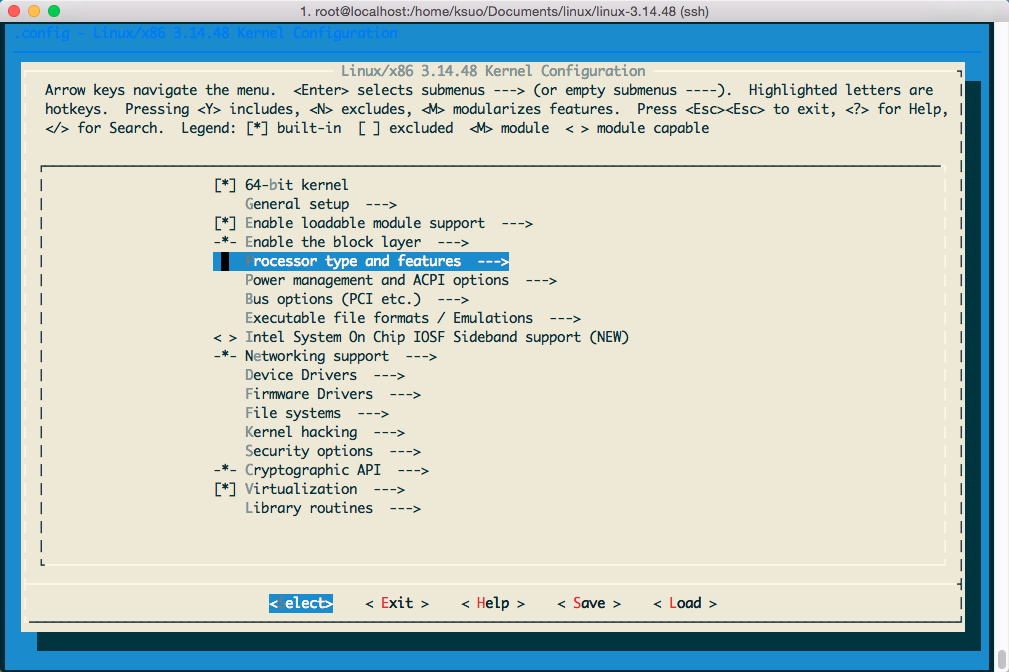 1. root@localhost:/home/ksuo/Documents/linux/linux-3.14.48 (ssh)
.config - Linux/x86 3.14.48 Kernel Configuration
Linux/x86 3.14.48 Kernel Configuration
Arrow keys navigate the menu.  <Enter> selects submenus ---> (or empty submenus ----).  Highlighted letters are
hotkeys.  Pressing <Y> includes, <N> excludes, <M> modularizes features.  Press <Esc><Esc> to exit, <?> for Help,
</> for Search.  Legend: [*] built-in  [ ] excluded  <M> module  < > module capable
[*] 64-bit kernel
General setup  --->
[*] Enable loadable module support  --->
-*- Enable the block layer  --->
Processor type and features  --->
Power management and ACPI options  --->
Bus options (PCI etc.)  --->
Executable file formats / Emulations  --->
< > Intel System On Chip IOSF Sideband support (NEW)
-*- Networking support  --->
Device Drivers  --->
Firmware Drivers  --->
File systems  --->
Kernel hacking  --->
Security options  --->
-*- Cryptographic API  --->
[*] Virtualization  --->
Library routines  --->
<Select>    < Exit >    < Help >    < Save >    < Load >